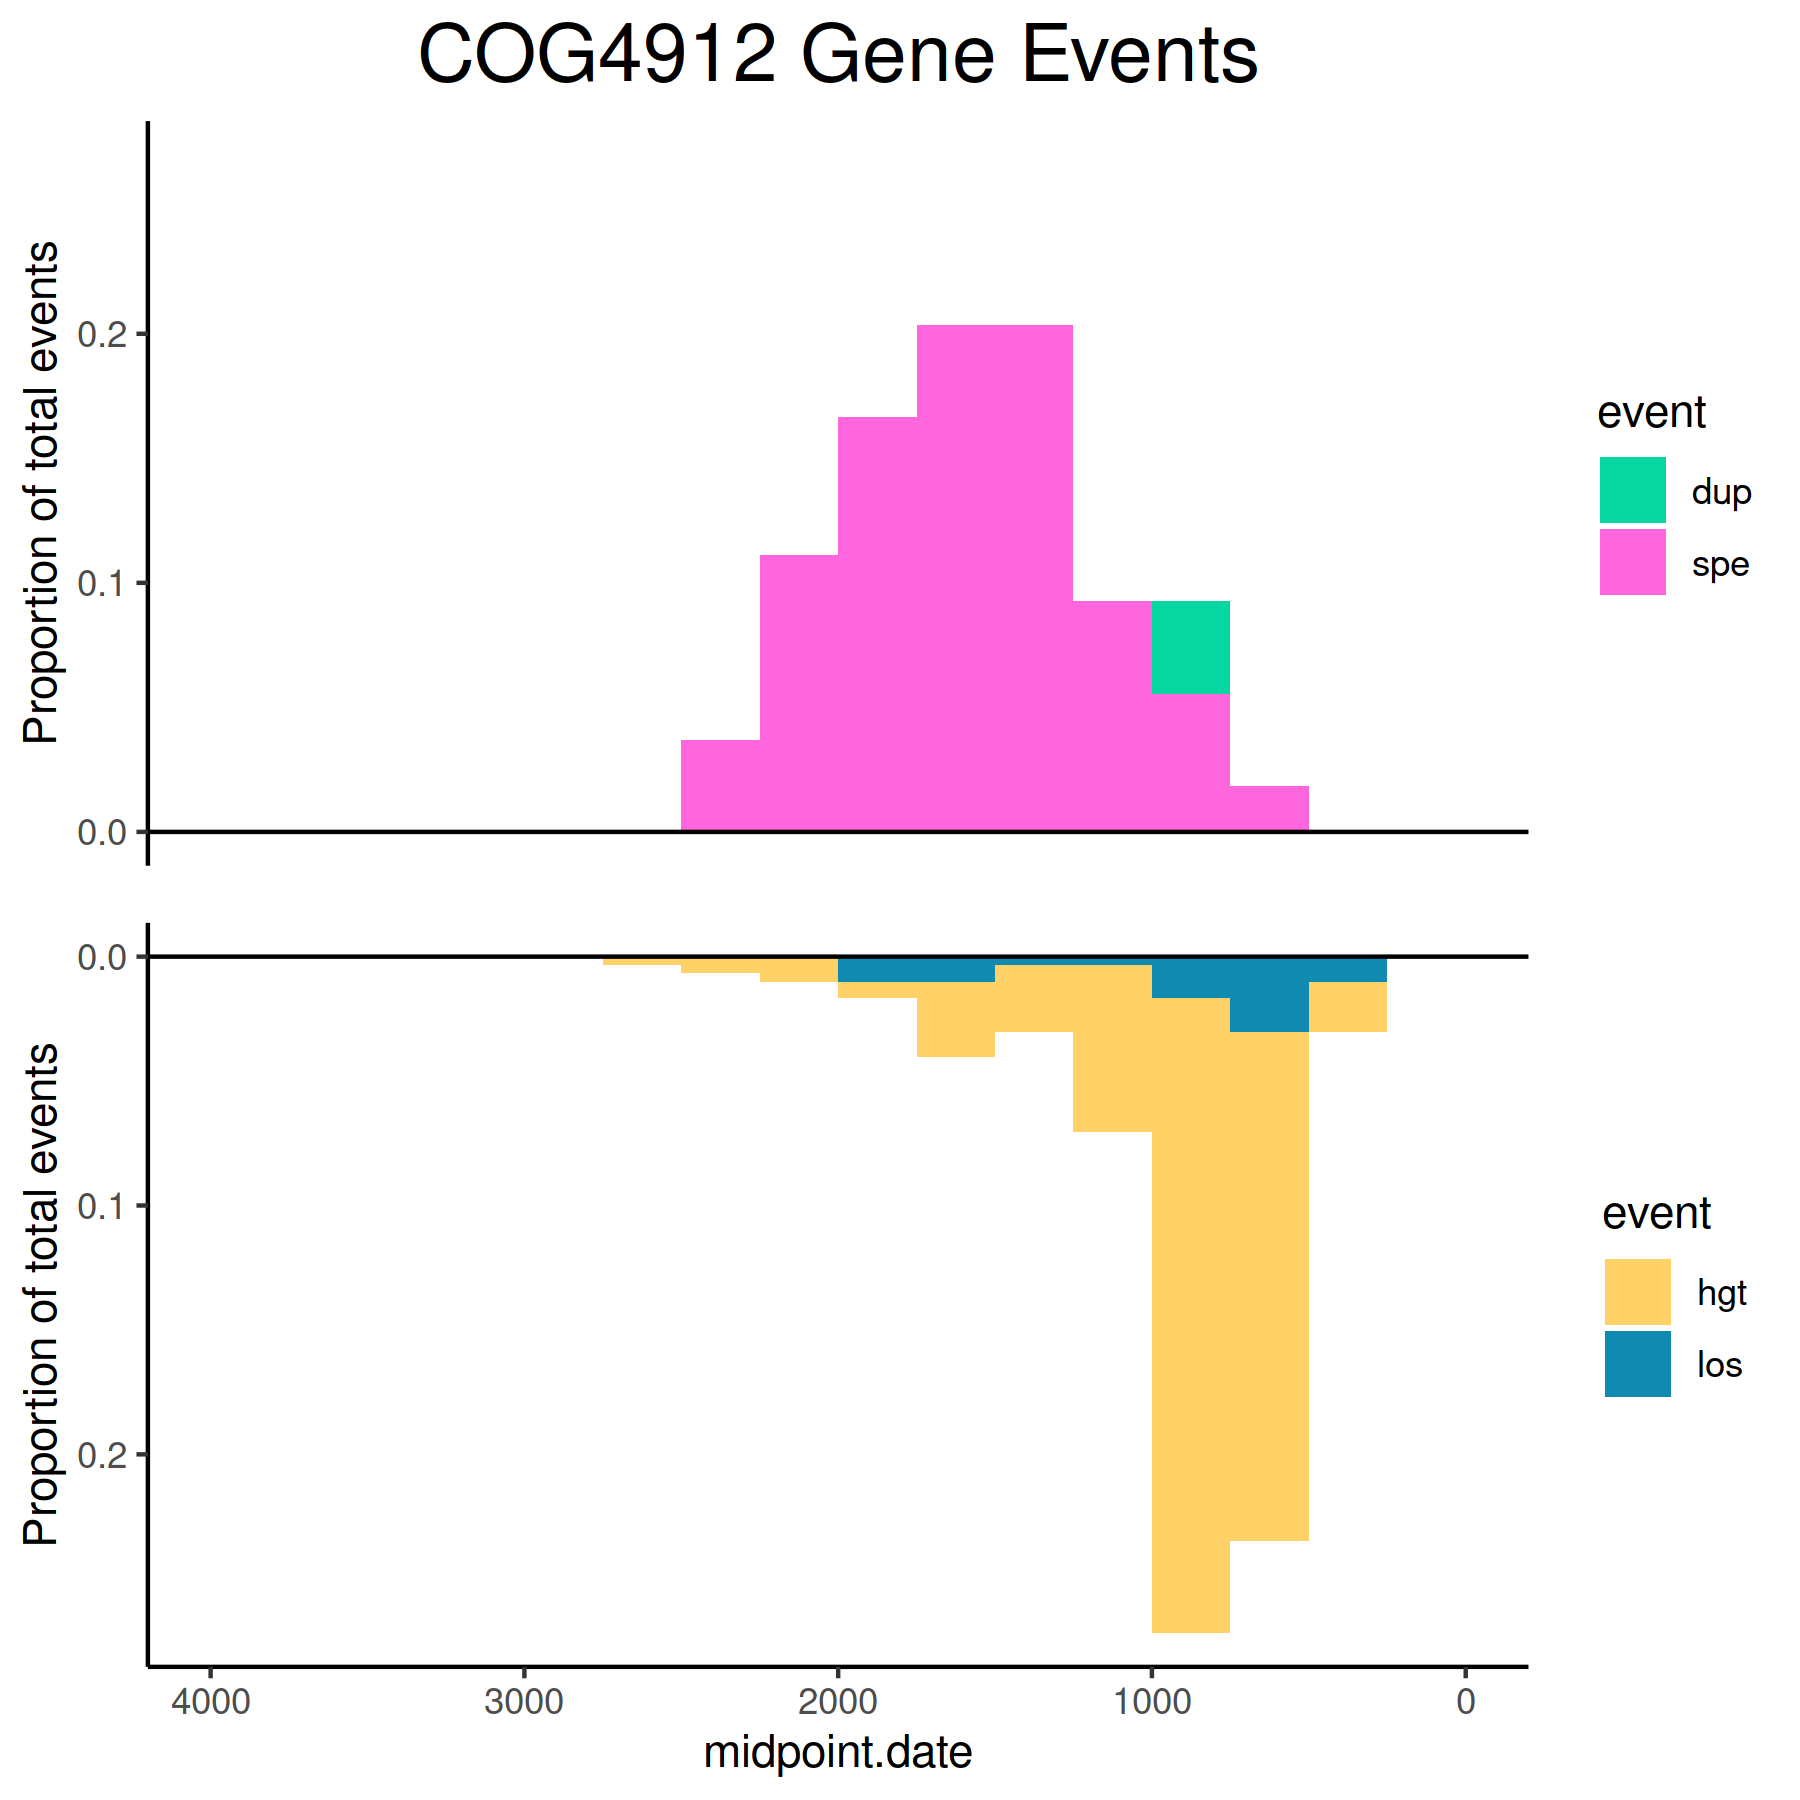 COG4912 Gene Events
Proportion of total events
0.2
0.1
0.0
event
dup
spe
Proportion of total events
0.0
0.1
0.2
event
hgt
los
4000 3000 2000 1000 0
midpoint.date